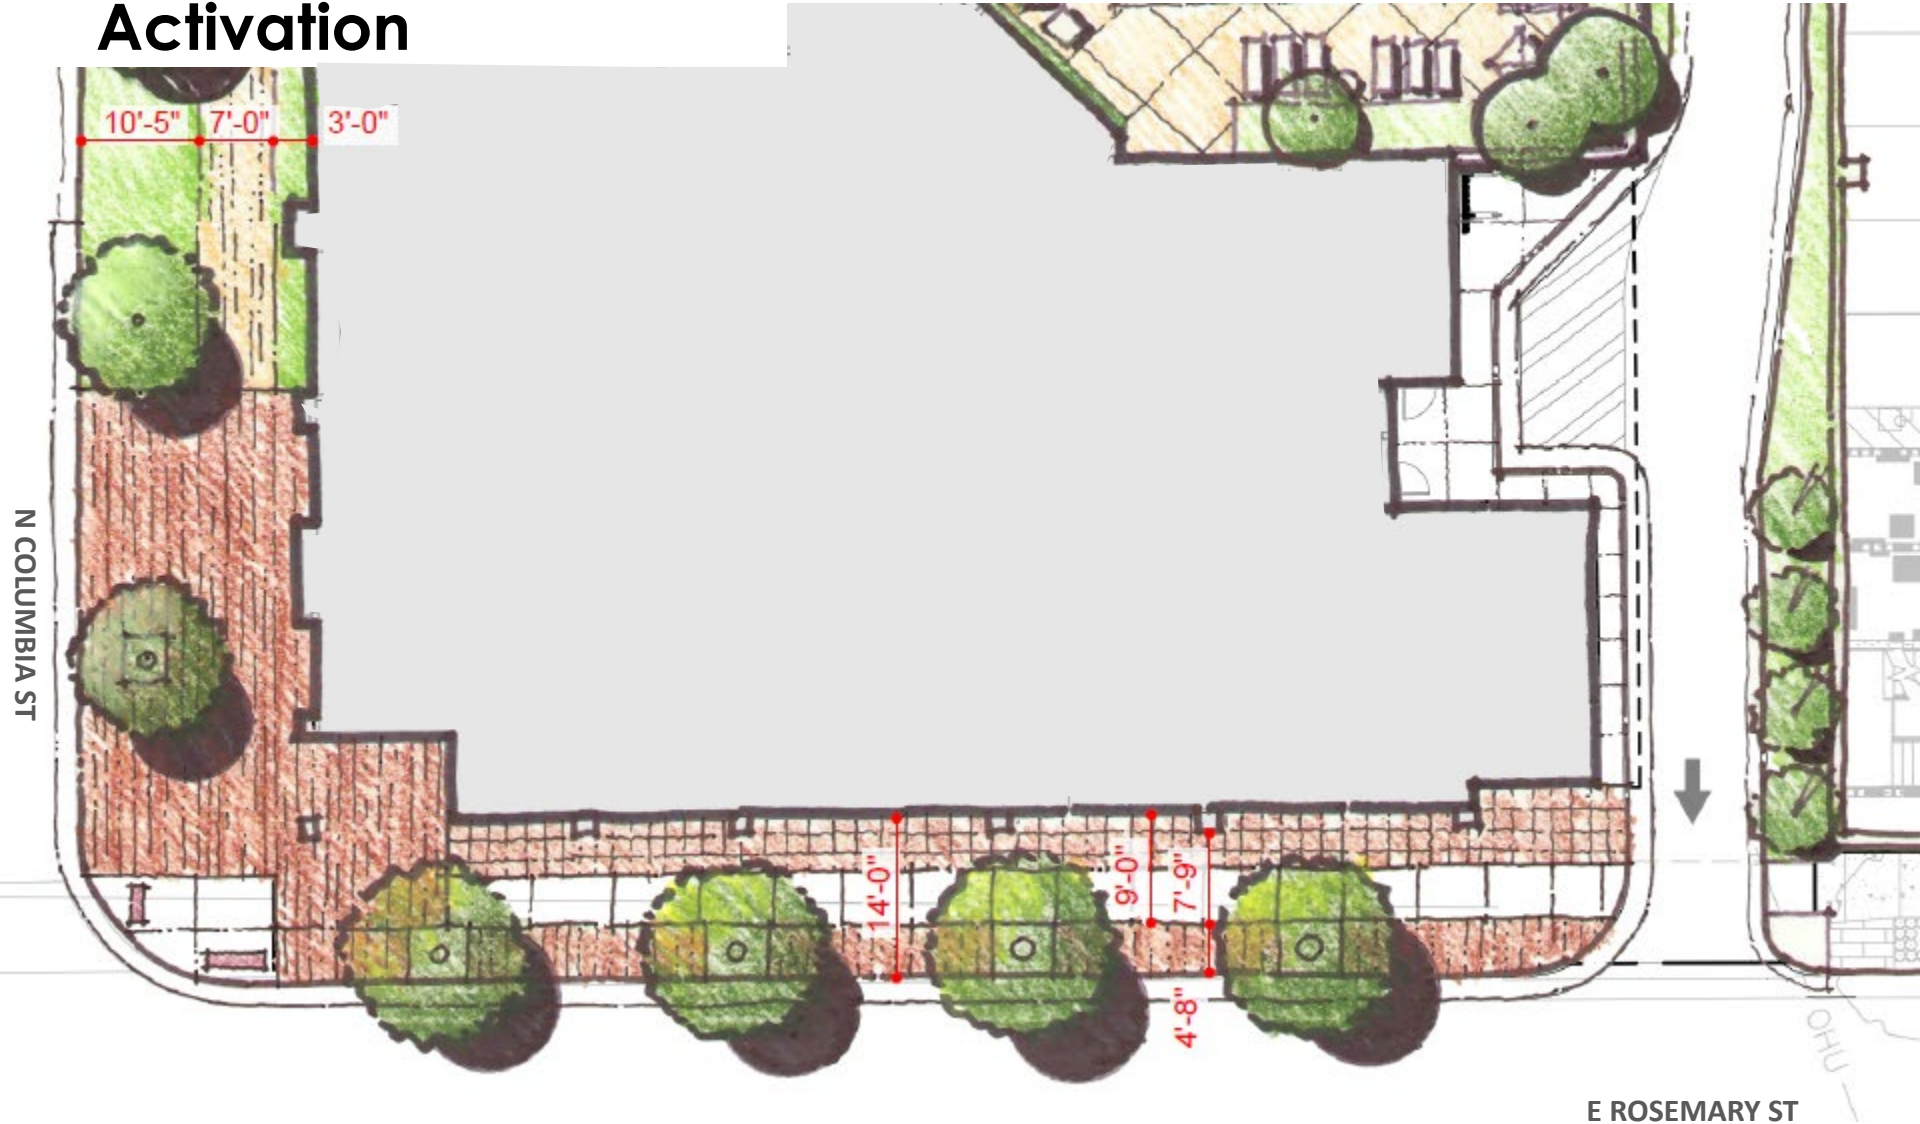 Activation
10'-5"
7'-0"
3'-0"
N COLUMBIA ST
14'-0"
9'-0"
7'-9"
4'-8"
OHU
E ROSEMARY ST